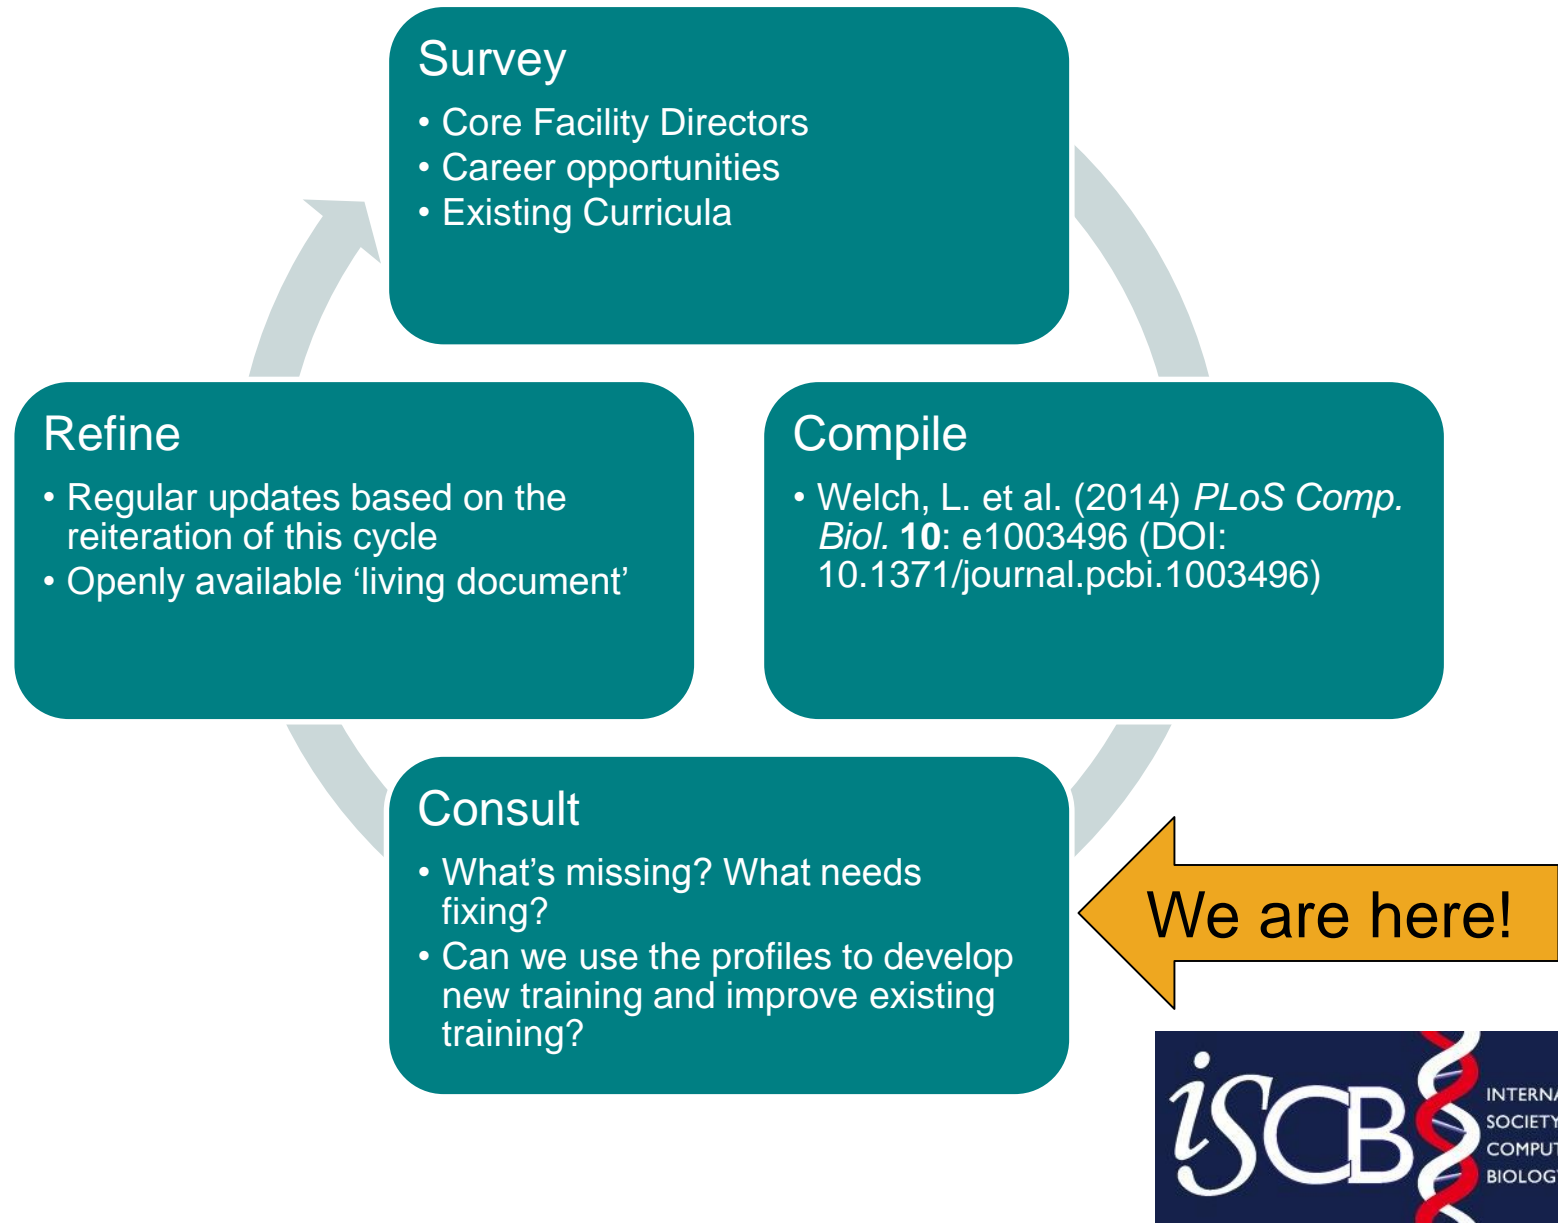 Survey
• Core Facility Directors
• Career opportunities
• Existing Curricula
Refine
• Regular updates based on the
reiteration of this cycle
• Openly available ‘living document’
Compile
• Welch, L. et al. (2014) PLoS Comp.
Biol. 10: e1003496 (DOI:
10.1371/journal.pcbi.1003496)
Consult
• What’s missing? What needs
fixing?
• Can we use the profiles to develop
new training and improve existing
training?
We are here!
iSCB
SOCIETY